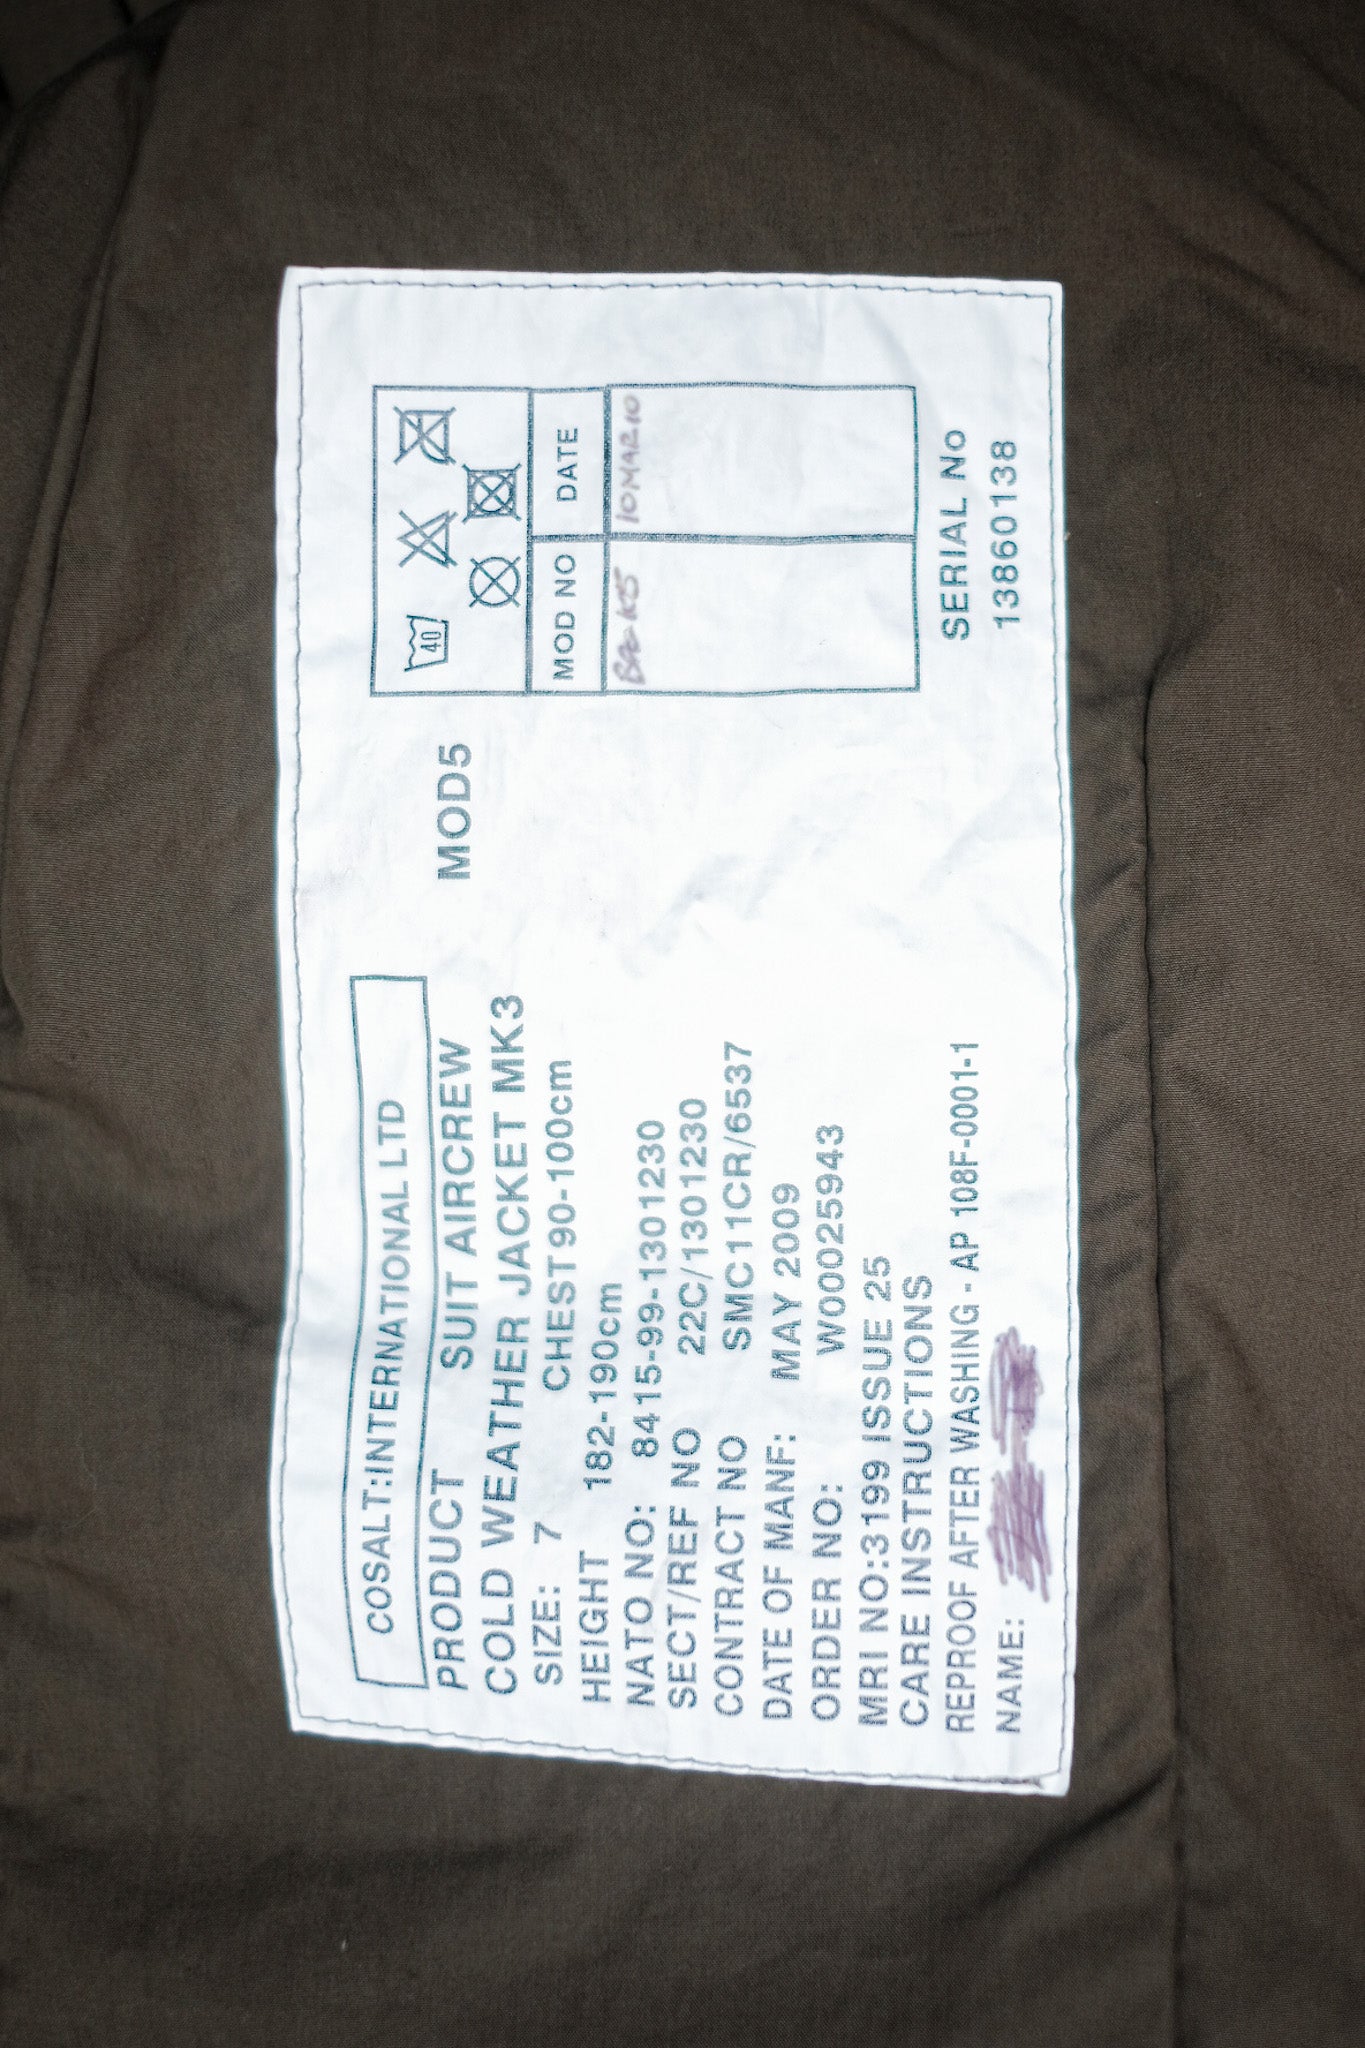 COSALT:INTERNATIONAL LTD
PRODUCT SUIT AIRCREW
COLD WEATHER JACKET MK3
SIZE: 7 CHEST 90-100cm
HEIGHT 182-190cm
NATO NO: 8415-99-1301230
SECT/REF NO 22C/1301230
CONTRACT NO SMC11CR/6537
DATE OF MANF: MAY 2009
ORDER NO: W00025943
MRI NO:3199 ISSUE 25
CARE INSTRUCTIONS
REPROOF AFTER WASHING - AP 108F-0001-1
NAME:
MOD5
40
MOD NO DATE
10MAR10
SERIAL No
13860138